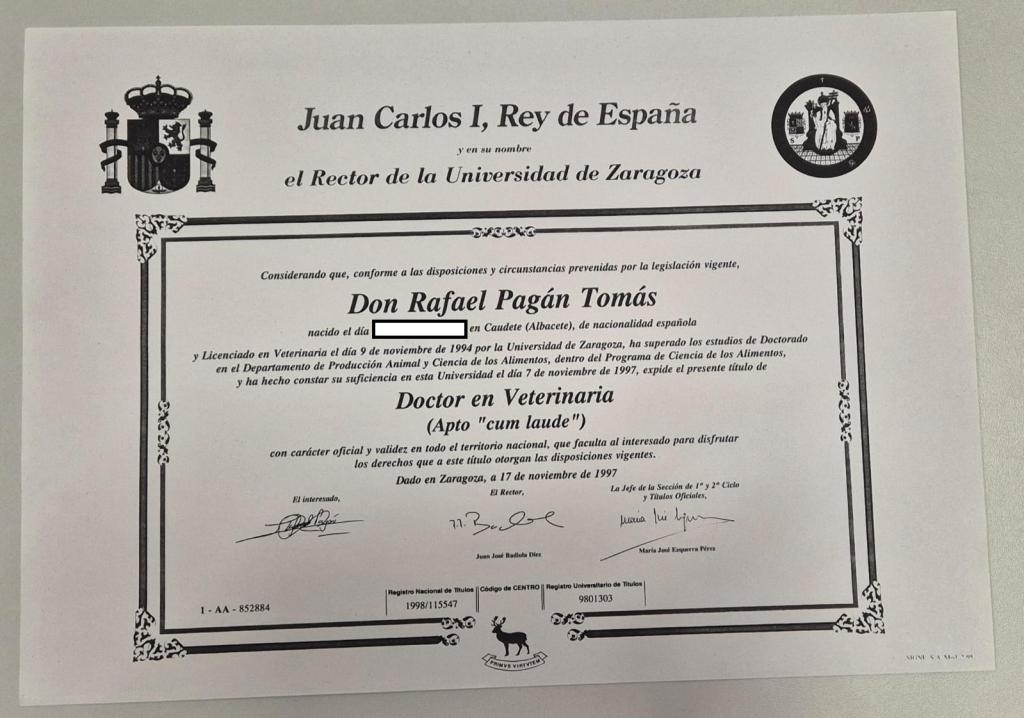 Juan Carlos I, Rey de España
y en su nombre
el Rector de la Universidad de Zaragoza
Considerando que, conforme a las disposiciones y circunstancias prevenidas por la legislación vigente,
Don Rafael Pagán Tomás
nacido el día en Caudete (Albacete), de nacionalidad española
y Licenciado en Veterinaria el día 9 de noviembre de 1994 por la Universidad de Zaragoza, ha superado los estudios de Doctorado
en el Departamento de Producción Animal y Ciencia de los Alimentos, dentro del Programa de Ciencia de los Alimentos,
y ha hecho constar su suficiencia en esta Universidad el día 7 de noviembre de 1997, expide el presente título de
Doctor en Veterinaria
(Apto "cum laude")
con carácter oficial y validez en todo el territorio nacional, que faculta al interesado para disfrutar
los derechos que a este título otorgan las disposiciones vigentes.
Dado en Zaragoza, a 17 de noviembre de 1997
El interesado,
El Rector,
La Jefe de la Sección de 1º y 2º Ciclo
y Títulos Oficiales,
Juan José Badiola Díez
María José Ezquerra Pérez
Registro Nacional de Títulos
1998/115547
Código de CENTRO
Registro Universitario de Títulos
9801303
1 - AA - 852884
PRIMVS VIRTVTEM